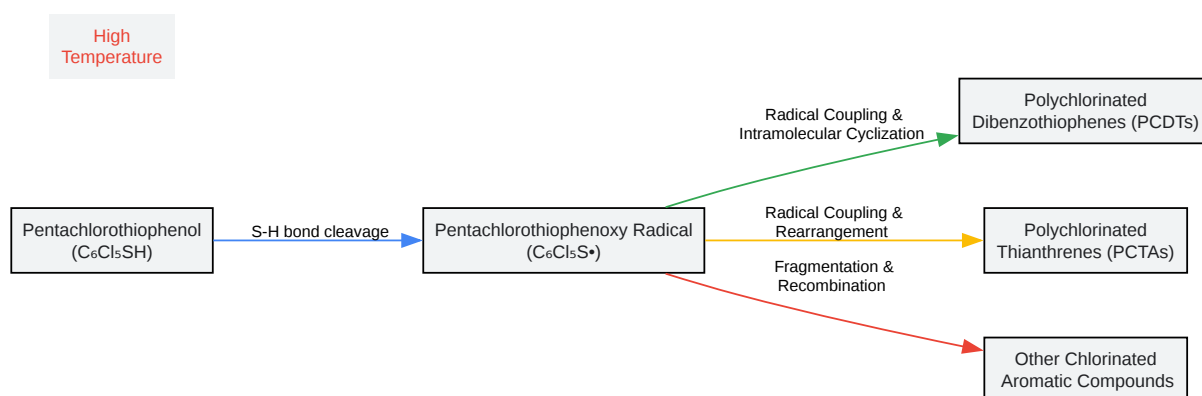 High
Temperature
Polychlorinated
Dibenzothiophenes (PCDTs)
Radical Coupling &
Intramolecular Cyclization
Pentachlorothiophenol
(C₆Cl₅SH)
S-H bond cleavage
Pentachlorothiophenoxy Radical
(C₆Cl₅S•)
Radical Coupling &
Rearrangement
Polychlorinated
Thianthrenes (PCTAs)
Fragmentation &
Recombination
Other Chlorinated
Aromatic Compounds